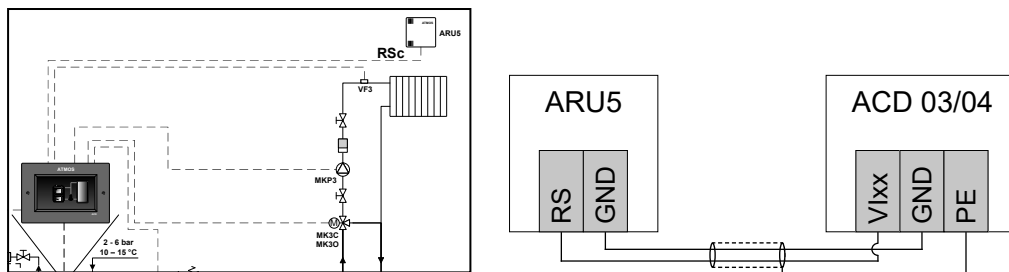 ATMOS
ARU5
RSc
VF3
ATMOS
MKP3
M
MK3C
MK3O
2 - 6 bar
10 – 15 °C
ARU5
ACD 03/04
RS
GND
VIxx
GND
PE